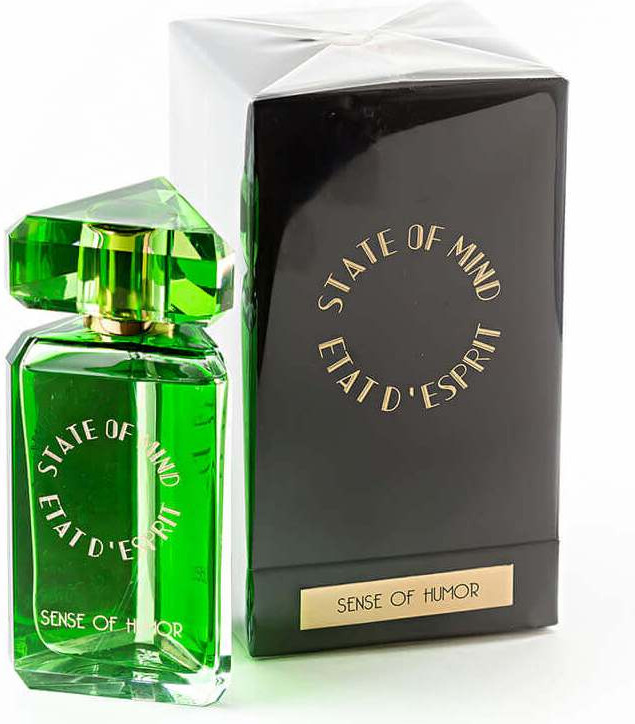 STATE OF MIND
ETAT D'ESPRIT
SENSE OF HUMOR
STATE OF MIND
ETAT D'ESPRIT
SENSE OF HUMOR